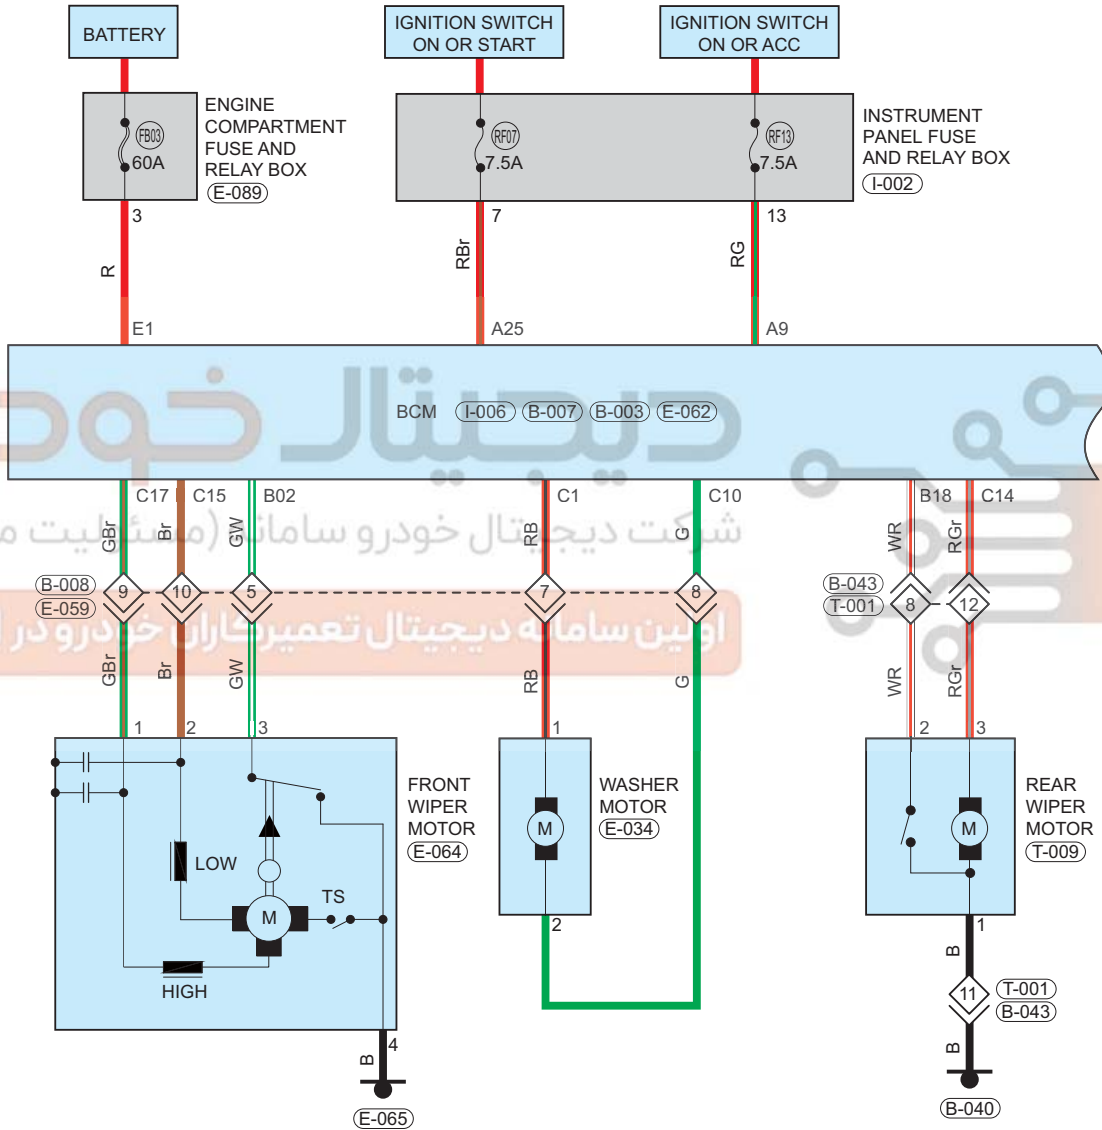 BATTERY
IGNITION SWITCH
ON OR START
IGNITION SWITCH
ON OR ACC
FB03
60A
ENGINE
COMPARTMENT
FUSE AND
RELAY BOX
E-089
RF07
7.5A
RF13
7.5A
INSTRUMENT
PANEL FUSE
AND RELAY BOX
I-002
3
7
13
R
RBr
RG
E1
A25
A9
دیجیتال خود
BCM I-006 B-007 B-003 E-062
C17 C15 B02 C1 C10 B18 C14
شرکت دیجیتال خودرو سامانه (مسئولیت م
GBr Br GW RB G WR RGr
B-008
E-059
9 10 5 7 8
B-043
T-001
8 12
اولین سامانه دیجیتال تعمیرکاران خودرو در ا
GBr Br GW RB G WR RGr
1 2 3 1 2 3
FRONT
WIPER
MOTOR
E-064
LOW
M
TS
HIGH
WASHER
MOTOR
E-034
M
REAR
WIPER
MOTOR
T-009
M
2
1
B
11
T-001
B-043
B
4
B
E-065
B-040